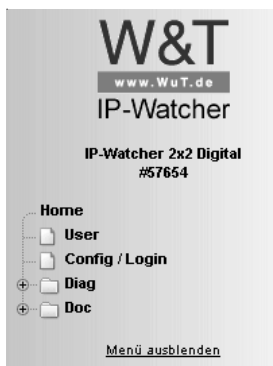 W&T
www.WuT.de
IP-Watcher
IP-Watcher 2x2 Digital
#57654
Home
User
Config / Login
Diag
Doc
Menü ausblenden